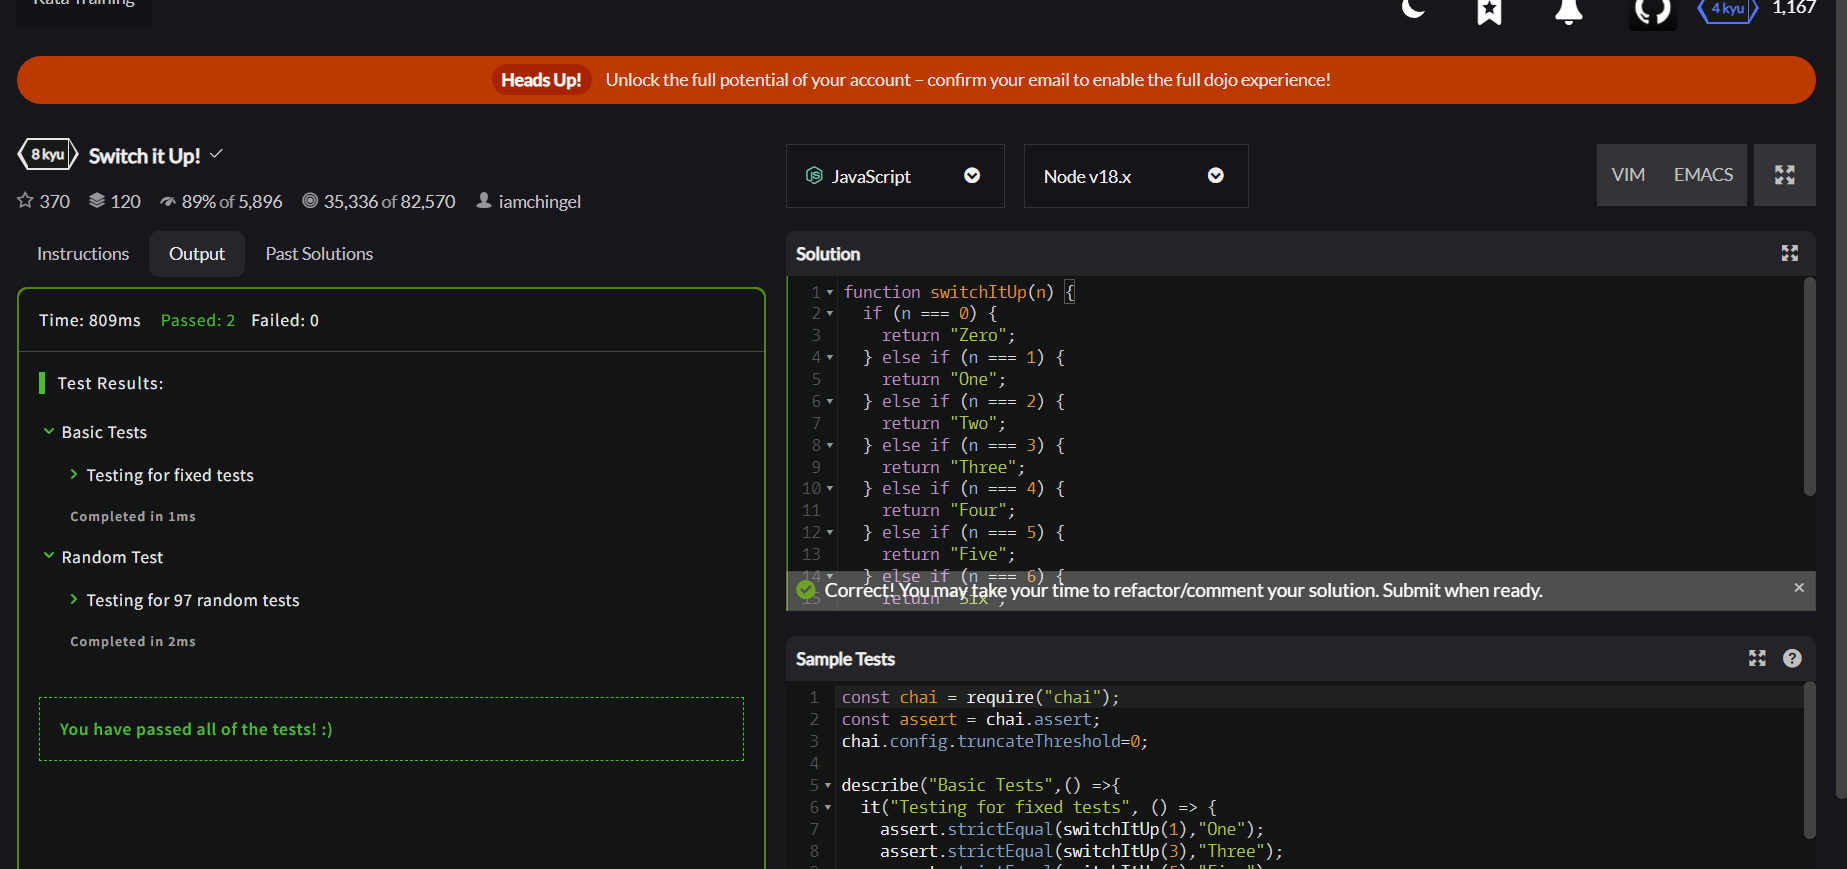 Kata Training
4 kyu 1,167
Heads Up! Unlock the full potential of your account – confirm your email to enable the full dojo experience!
8 kyu Switch it Up!
370 120 89% of 5,896 35,336 of 82,570 iamchingel
JavaScript
Node v18.x
VIM EMACS
Instructions Output Past Solutions
Time: 809ms Passed: 2 Failed: 0
Test Results:
Basic Tests
Testing for fixed tests
Completed in 1ms
Random Test
Testing for 97 random tests
Completed in 2ms
You have passed all of the tests! :)
Solution
1 function switchItUp(n) {
2 if (n === 0) {
3 return "Zero";
4 } else if (n === 1) {
5 return "One";
6 } else if (n === 2) {
7 return "Two";
8 } else if (n === 3) {
9 return "Three";
10 } else if (n === 4) {
11 return "Four";
12 } else if (n === 5) {
13 return "Five";
14 } else if (n === 6) {
15 return "Six";
Correct! You may take your time to refactor/comment your solution. Submit when ready. ×
Sample Tests ?
1 const chai = require("chai");
2 const assert = chai.assert;
3 chai.config.truncateThreshold=0;
4
5 describe("Basic Tests",() =>{
6 it("Testing for fixed tests", () => {
7 assert.strictEqual(switchItUp(1),"One");
8 assert.strictEqual(switchItUp(3),"Three");